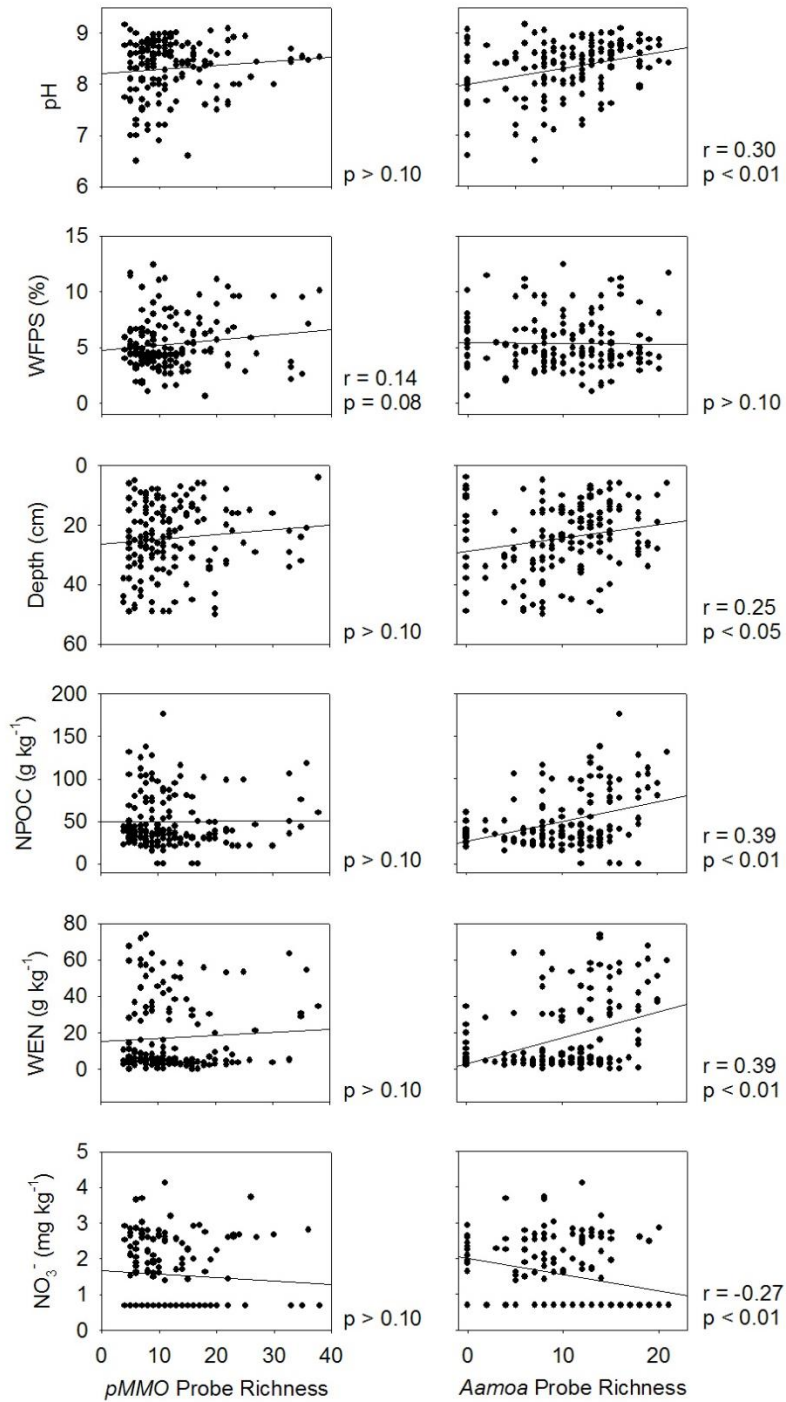 9
8
7
6
pH
p > 0.10
r = 0.30
p < 0.01
15
10
5
0
WFPS (%)
r = 0.14
p = 0.08
p > 0.10
0
20
40
60
Depth (cm)
p > 0.10
r = 0.25
p < 0.05
200
150
100
50
0
NPOC (g kg⁻¹)
p > 0.10
r = 0.39
p < 0.01
80
60
40
20
0
WEN (g kg⁻¹)
p > 0.10
r = 0.39
p < 0.01
5
4
3
2
1
0
NO₃⁻ (mg kg⁻¹)
p > 0.10
r = -0.27
p < 0.01
0 10 20 30 40
pMMO Probe Richness
0 10 20
Aamoa Probe Richness